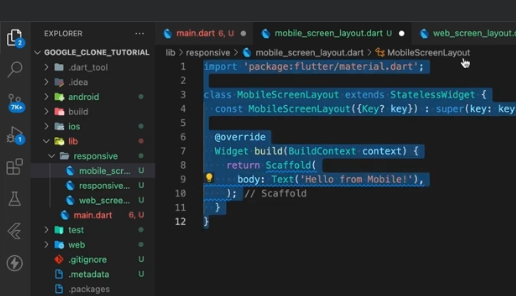 EXPLORER
GOOGLE_CLONE_TUTORIAL
.dart_tool
.idea
android
build
ios
lib
responsive
mobile_scr... U
responsive... U
web_scree... U
main.dart 6, U
test
web
.gitignore U
.metadata U
.packages
2
7K+
1
main.dart 6, U
mobile_screen_layout.dart U
web_screen_layout.dart
lib > responsive > mobile_screen_layout.dart > MobileScreenLayout
1 import 'package:flutter/material.dart';
2
3 class MobileScreenLayout extends StatelessWidget {
4 const MobileScreenLayout({Key? key}) : super(key: key
5
6 @override
7 Widget build(BuildContext context) {
8 return Scaffold(
9 body: Text('Hello from Mobile!'),
10 ); // Scaffold
11 }
12 }